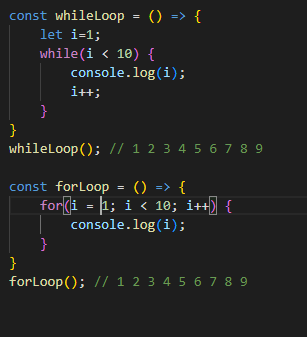 const whileLoop = () => {
    let i=1;
    while(i < 10) {
        console.log(i);
        i++;
    }
}
whileLoop(); // 1 2 3 4 5 6 7 8 9

const forLoop = () => {
    for(i = 1; i < 10; i++) {
        console.log(i);
    }
}
forLoop(); // 1 2 3 4 5 6 7 8 9